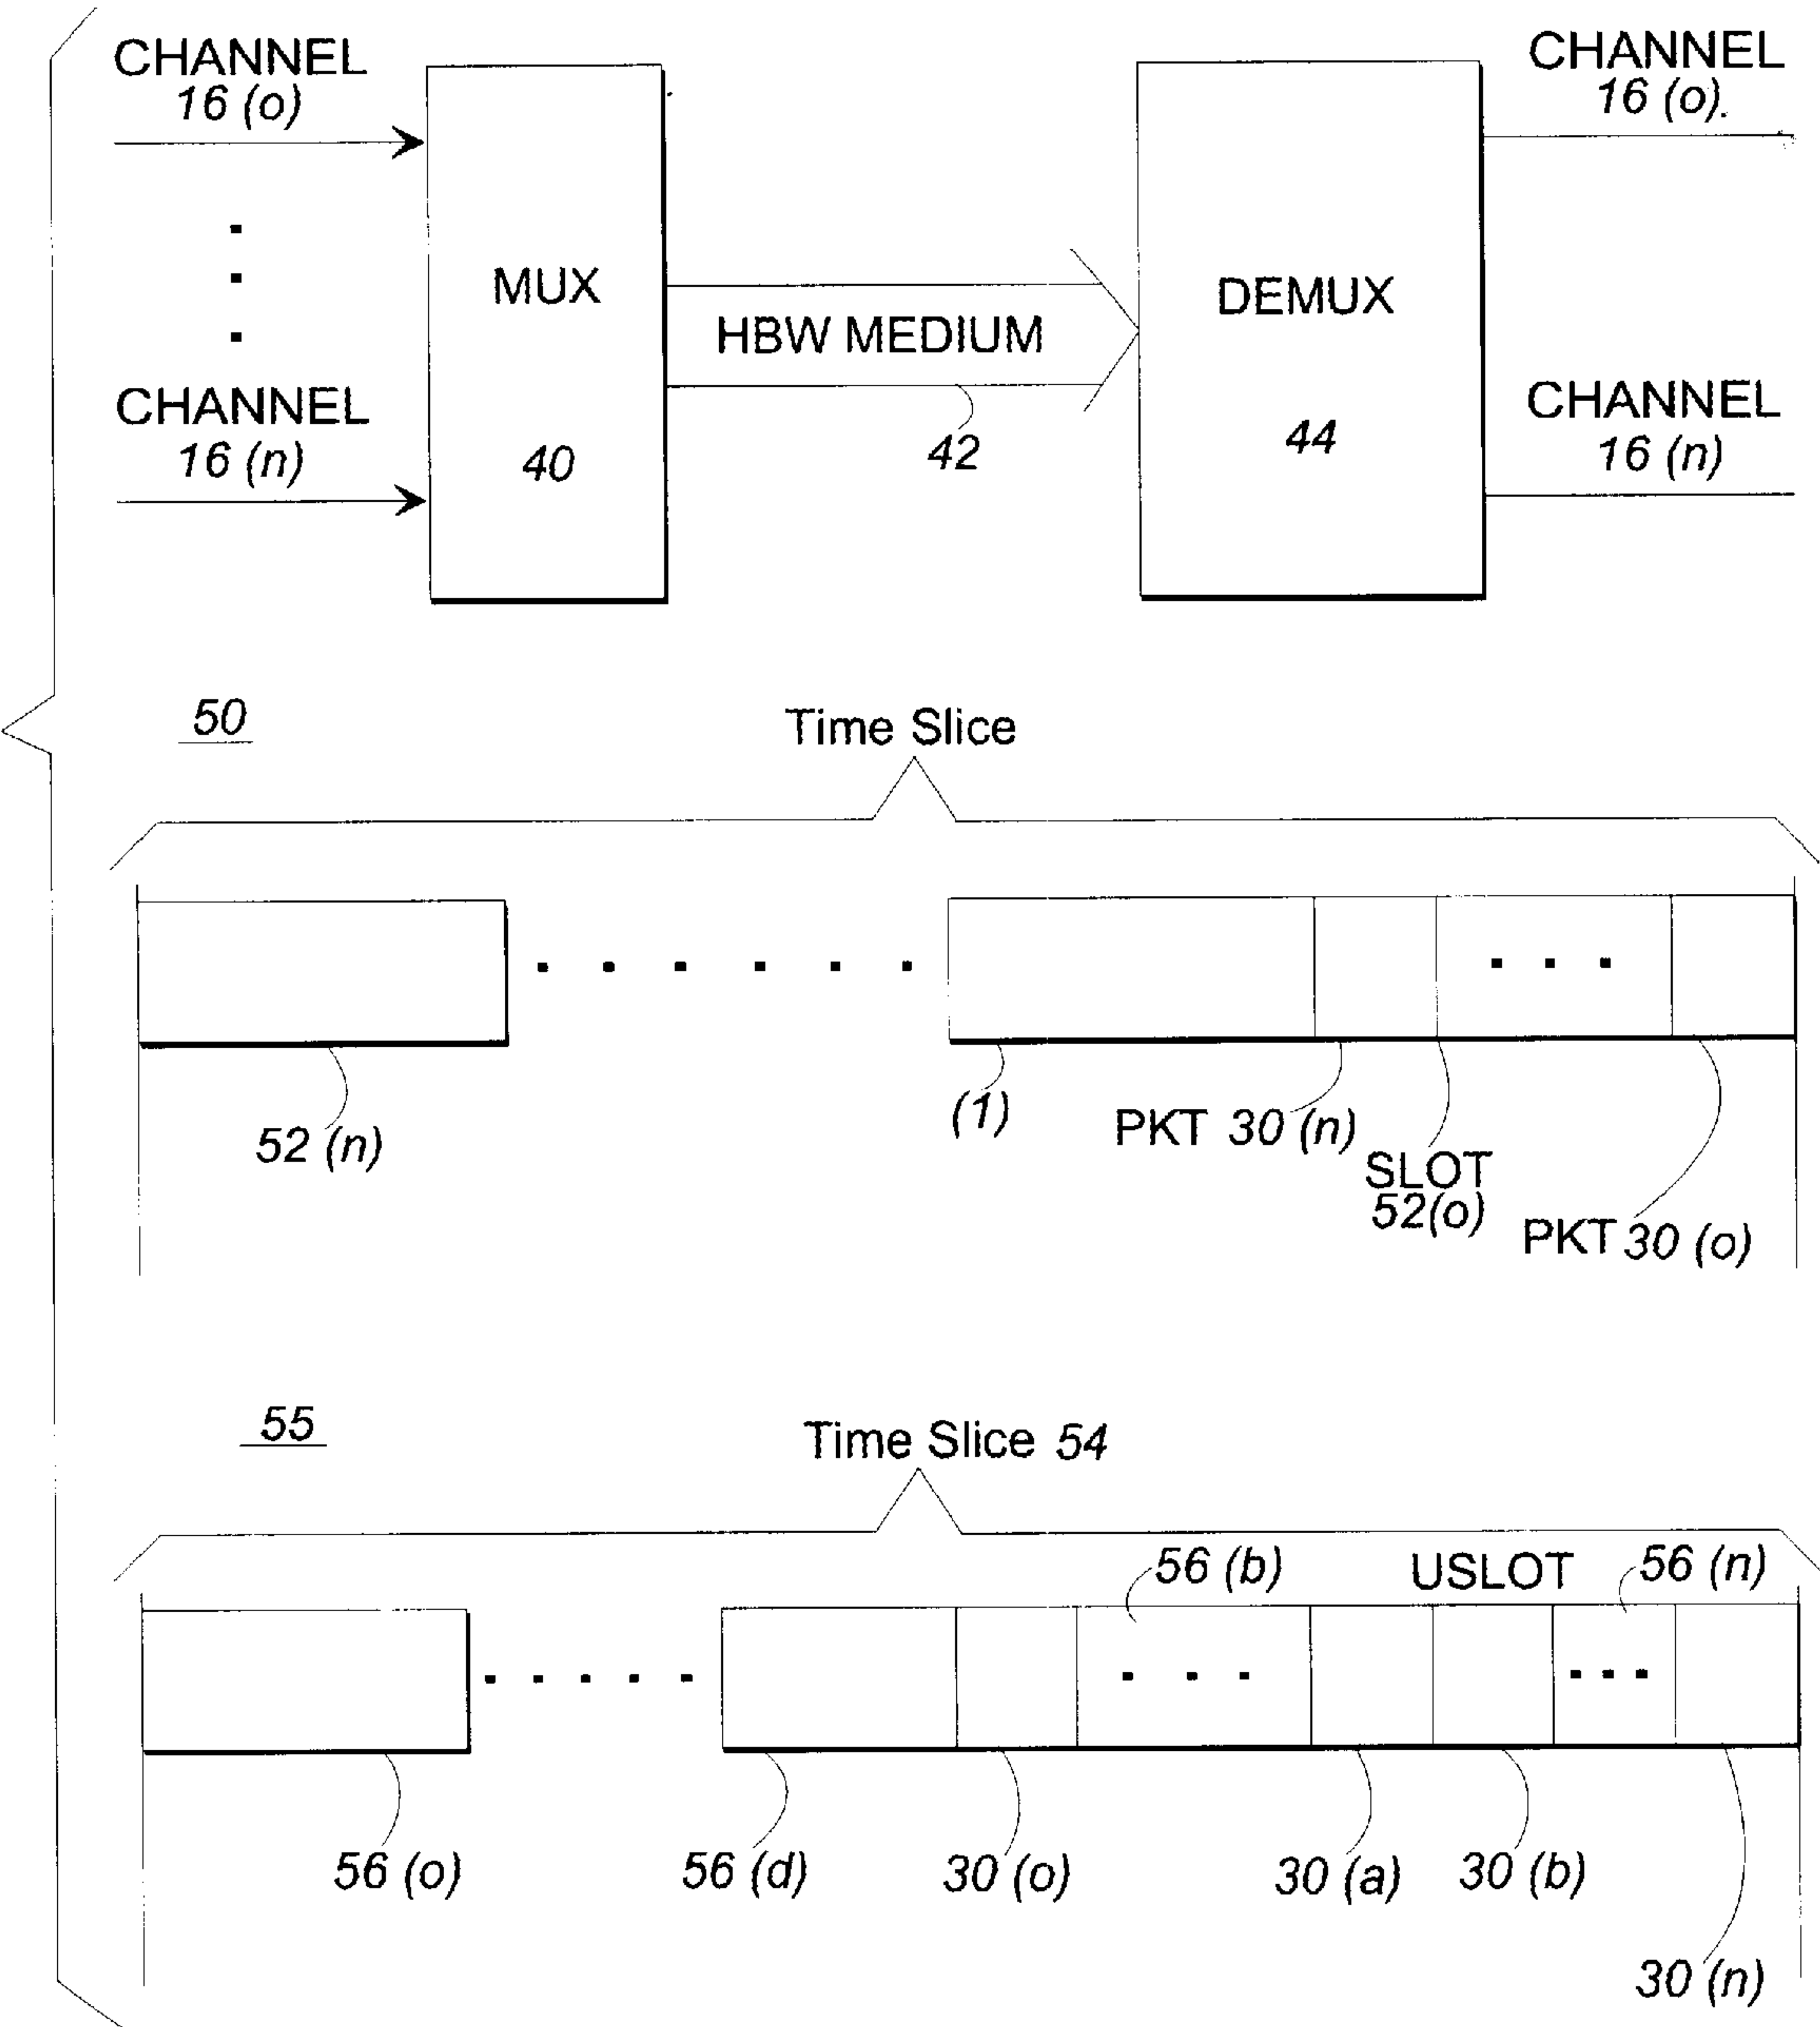 CHANNEL
16 (o)
CHANNEL
16 (o).
MUX
DEMUX
HBW MEDIUM
CHANNEL
16 (n)
40
42
44
CHANNEL
16 (n)
50
Time Slice
52 (n)
(1)
PKT 30 (n)
SLOT
52(o)
PKT 30 (o)
55
Time Slice 54
56 (b)
USLOT
56 (n)
56 (o)
56 (d)
30 (o)
30 (a)
30 (b)
30 (n)